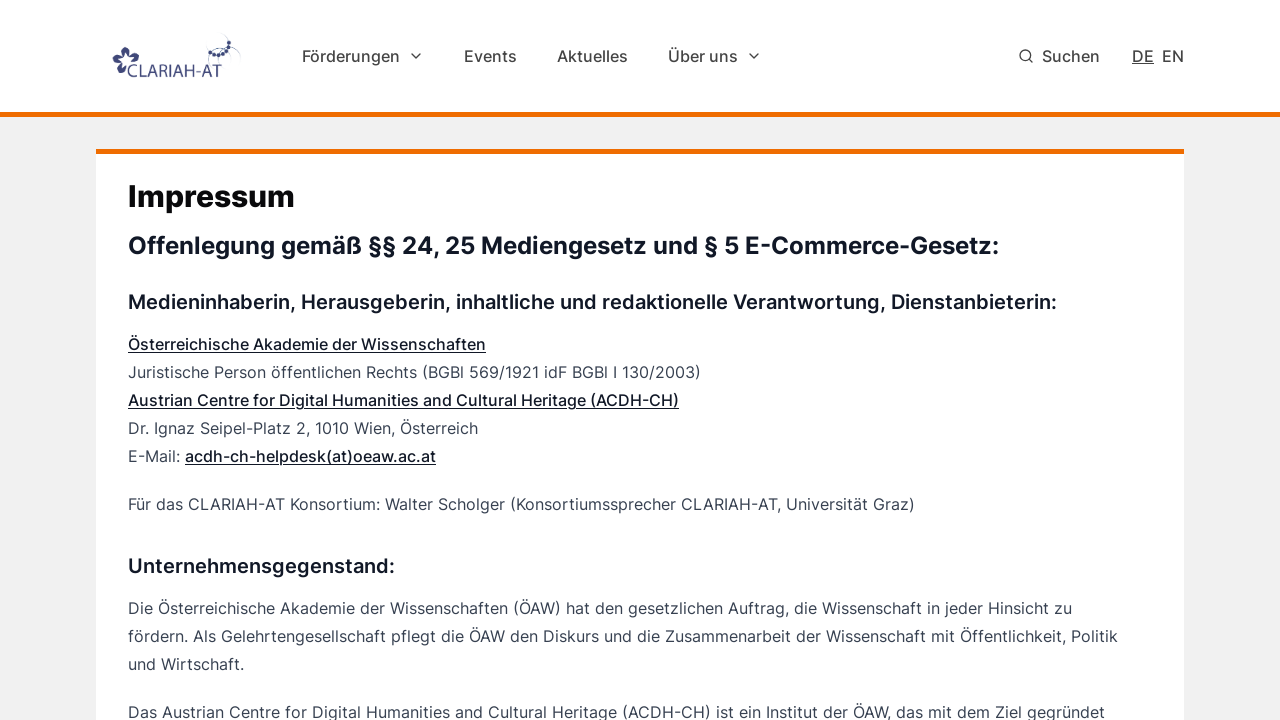 CLARIAH-AT
Förderungen
Events
Aktuelles
Über uns
Suchen
DE
EN
Impressum
Offenlegung gemäß §§ 24, 25 Mediengesetz und § 5 E-Commerce-Gesetz:
Medieninhaberin, Herausgeberin, inhaltliche und redaktionelle Verantwortung, Dienstanbieterin:
Österreichische Akademie der Wissenschaften
Juristische Person öffentlichen Rechts (BGBl 569/1921 idF BGBl I 130/2003)
Austrian Centre for Digital Humanities and Cultural Heritage (ACDH-CH)
Dr. Ignaz Seipel-Platz 2, 1010 Wien, Österreich
E-Mail: acdh-ch-helpdesk(at)oeaw.ac.at
Für das CLARIAH-AT Konsortium: Walter Scholger (Konsortiumssprecher CLARIAH-AT, Universität Graz)
Unternehmensgegenstand:
Die Österreichische Akademie der Wissenschaften (ÖAW) hat den gesetzlichen Auftrag, die Wissenschaft in jeder Hinsicht zu
fördern. Als Gelehrtengesellschaft pflegt die ÖAW den Diskurs und die Zusammenarbeit der Wissenschaft mit Öffentlichkeit, Politik
und Wirtschaft.
Das Austrian Centre for Digital Humanities and Cultural Heritage (ACDH-CH) ist ein Institut der ÖAW, das mit dem Ziel gegründet